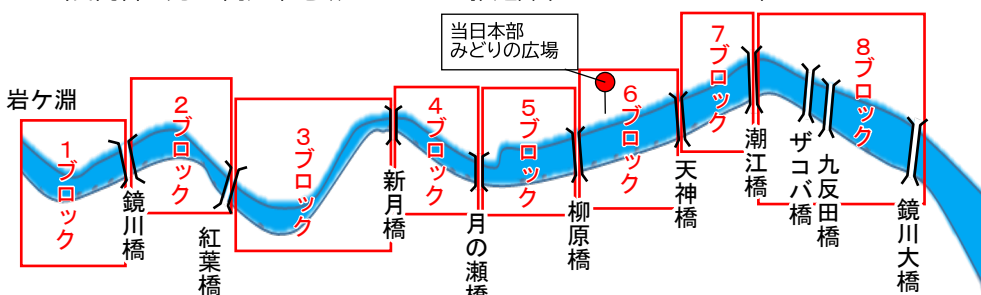 当日本部
みどりの広場
岩ケ淵
1ブロック
鏡川橋
2ブロック
紅葉橋
3ブロック
新月橋
4ブロック
月の瀬橋
5ブロック
柳原橋
6ブロック
天神橋
7ブロック
潮江橋
8ブロック
ザコバ橋
九反田橋
鏡川大橋